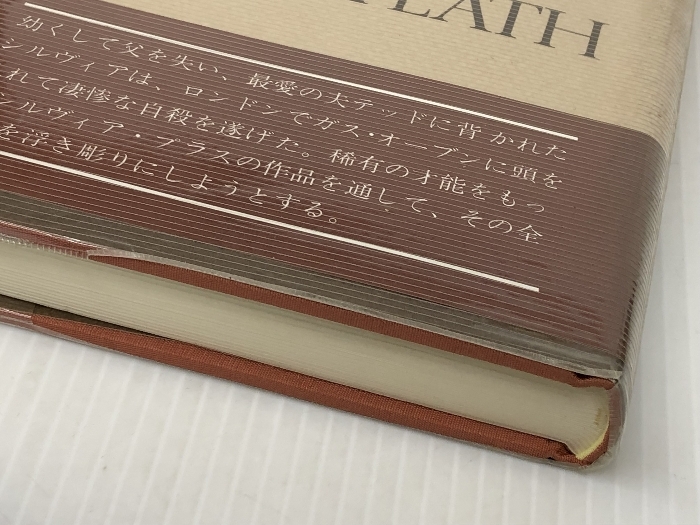 PLATH
幼くして父を失い、最愛の夫テッドに背かれた
シルヴィアは、ロンドンでガス・オーブンに頭を
れて凄惨な自殺を遂げた。稀有の才能をもっ
シルヴィア・プラスの作品を通して、その全
を浮き彫りにしようとする。